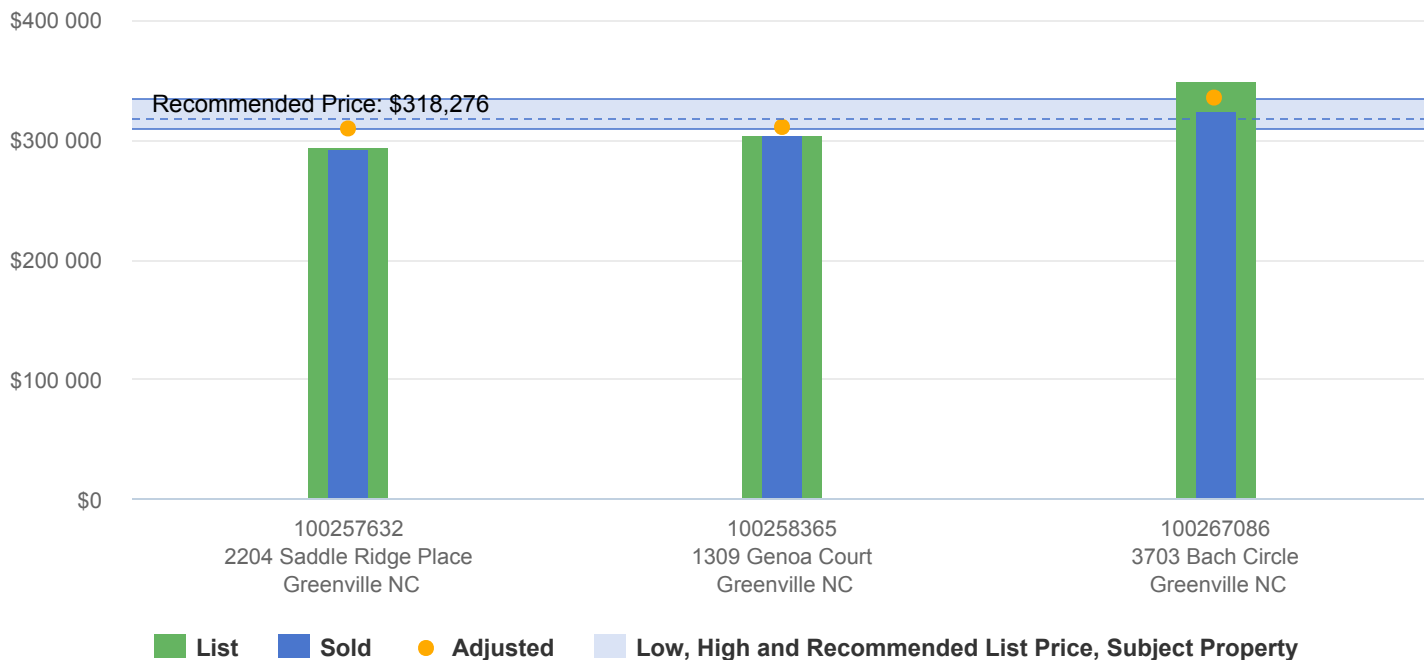 $400 000
Recommended Price: $318,276
$300 000
$200 000
$100 000
$0
100257632
2204 Saddle Ridge Place
Greenville NC
100258365
1309 Genoa Court
Greenville NC
100267086
3703 Bach Circle
Greenville NC
List Sold Adjusted Low, High and Recommended List Price, Subject Property